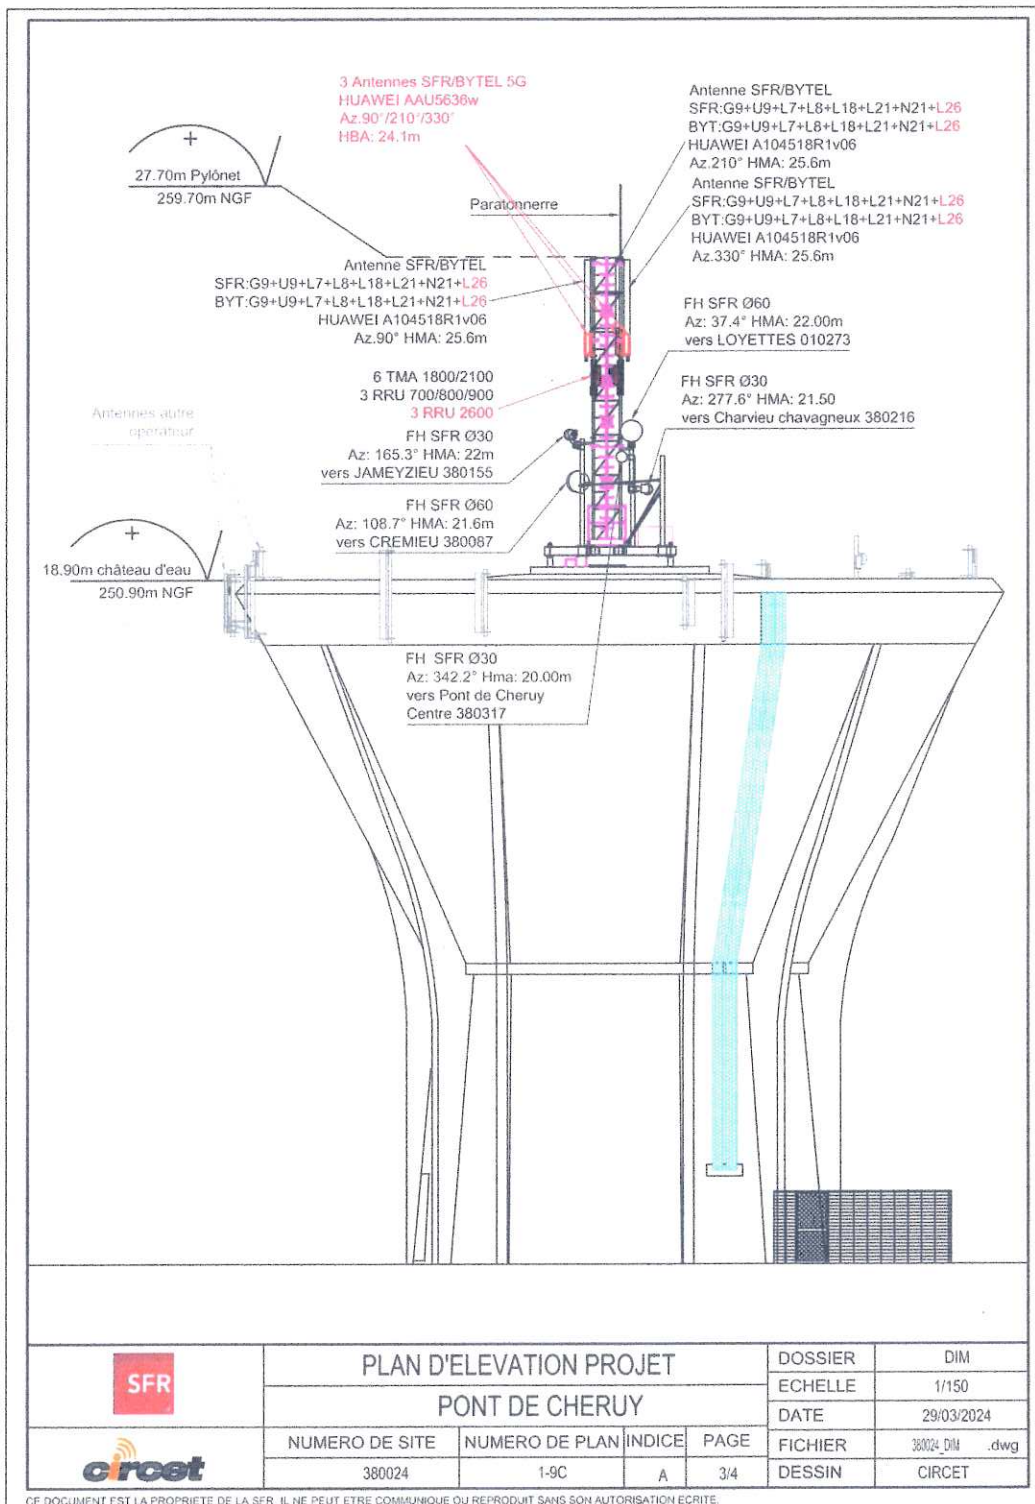 3 Antennes SFR/BYTEL 5G
HUAWEI AAU5636w
Az.90°/210°/330°
HBA: 24.1m
Antenne SFR/BYTEL
SFR:G9+U9+L7+L8+L18+L21+N21+L26
BYT:G9+U9+L7+L8+L18+L21+N21+L26
HUAWEI A104518R1v06
Az.210° HMA: 25.6m
Antenne SFR/BYTEL
SFR:G9+U9+L7+L8+L18+L21+N21+L26
BYT:G9+U9+L7+L8+L18+L21+N21+L26
HUAWEI A104518R1v06
Az.330° HMA: 25.6m
27.70m Pylônet
259.70m NGF
Paratonnerre
Antenne SFR/BYTEL
SFR:G9+U9+L7+L8+L18+L21+N21+L26
BYT:G9+U9+L7+L8+L18+L21+N21+L26
HUAWEI A104518R1v06
Az.90° HMA: 25.6m
FH SFR Ø60
Az: 37.4° HMA: 22.00m
vers LOYETTES 010273
6 TMA 1800/2100
3 RRU 700/800/900
3 RRU 2600
FH SFR Ø30
Az: 277.6° HMA: 21.50
vers Charvieu chavagneux 380216
Antennes autre
opérateur
FH SFR Ø30
Az: 165.3° HMA: 22m
vers JAMEYZIEU 380155
FH SFR Ø60
Az: 108.7° HMA: 21.6m
vers CREMIEU 380087
18.90m château d'eau
250.90m NGF
FH SFR Ø30
Az: 342.2° Hma: 20.00m
vers Pont de Cheruy
Centre 380317
SFR
circet
PLAN D'ELEVATION PROJET
PONT DE CHERUY
NUMERO DE SITE NUMERO DE PLAN INDICE PAGE
380024 1-9C A 3/4
DOSSIER DIM
ECHELLE 1/150
DATE 29/03/2024
FICHIER 380024_DIM .dwg
DESSIN CIRCET
CE DOCUMENT EST LA PROPRIETE DE LA SFR. IL NE PEUT ETRE COMMUNIQUE OU REPRODUIT SANS SON AUTORISATION ECRITE.